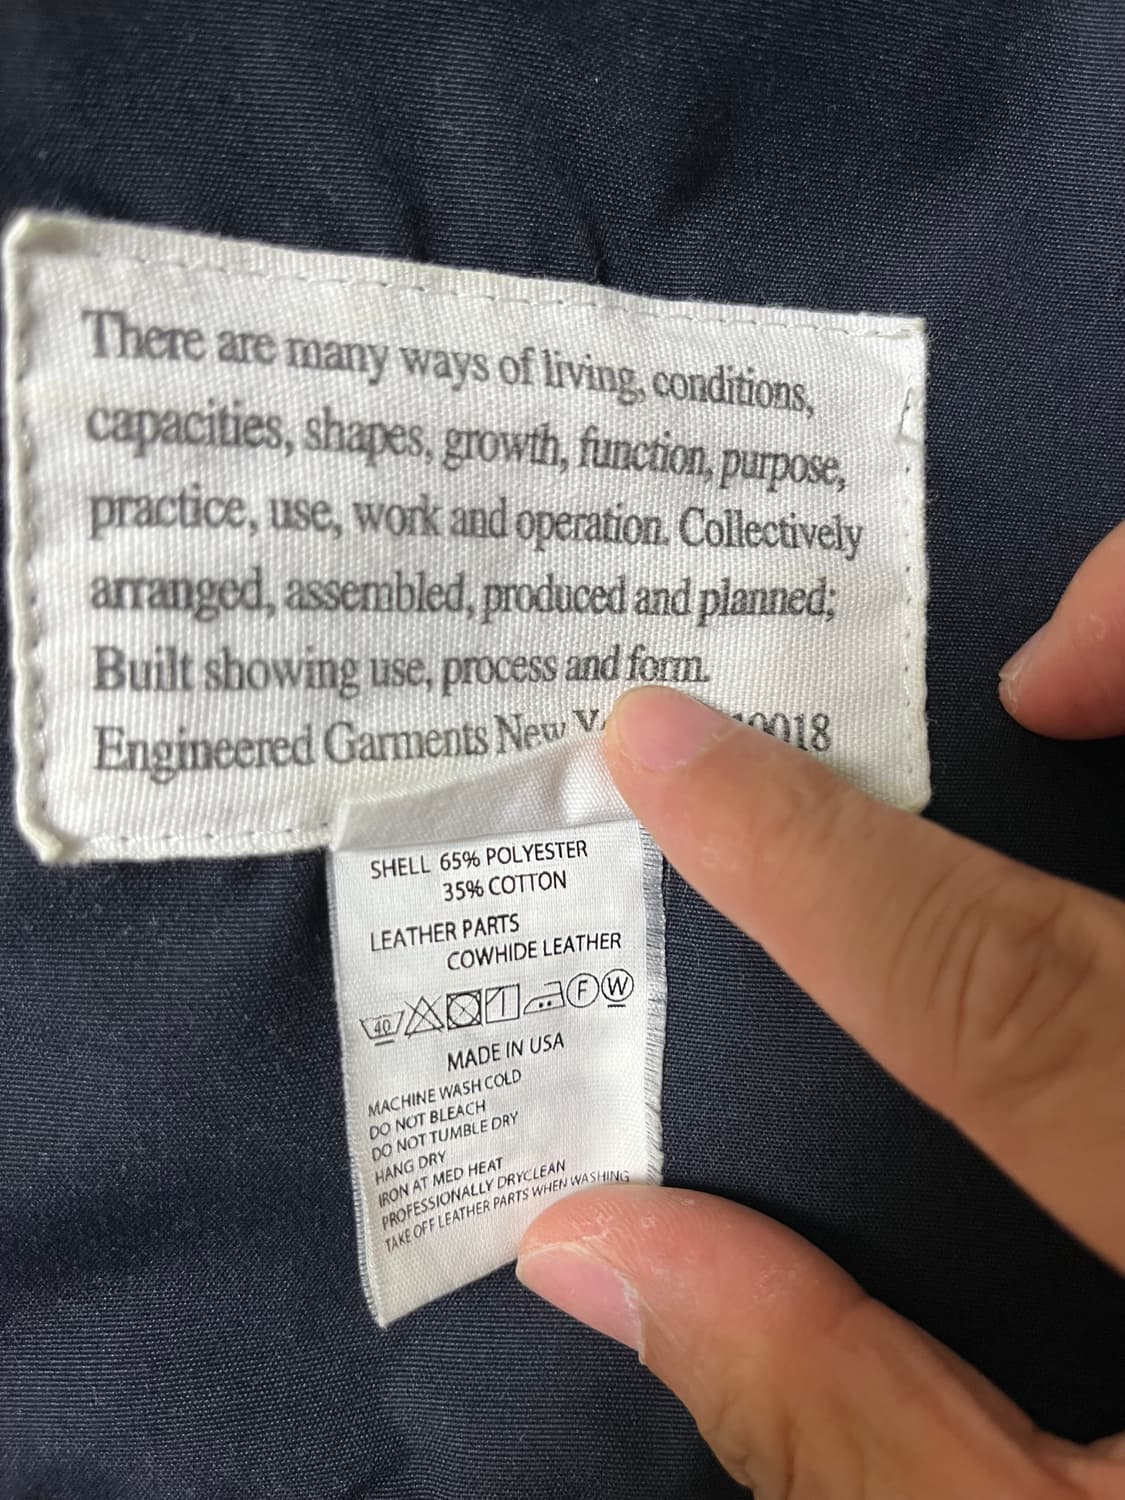 There are many ways of living, conditions,
capacities, shapes, growth, function, purpose,
practice, use, work and operation. Collectively
arranged, assembled, produced and planned;
Built showing use, process and form.
Engineered Garments New 0018
SHELL 65% POLYESTER
35% COTTON
LEATHER PARTS
COWHIDE LEATHER
40 F W
MADE IN USA
MACHINE WASH COLD
DO NOT BLEACH
DO NOT TUMBLE DRY
HANG DRY
IRON AT MED HEAT
PROFESSIONALLY DRYCLEAN
TAKE OFF LEATHER PARTS WHEN WASHING